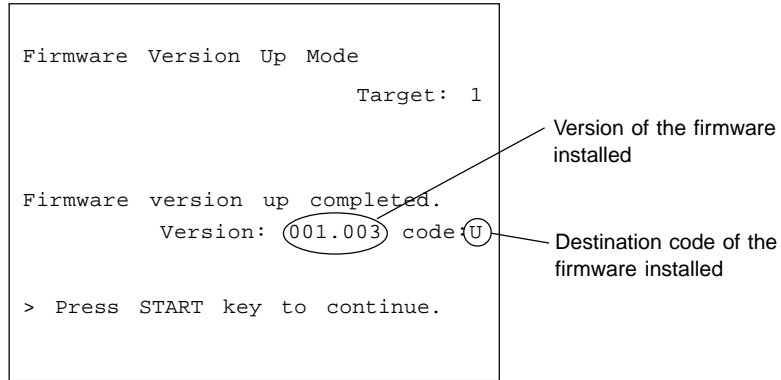 Firmware Version Up Mode
Target: 1
Firmware version up completed.
Version: 001.003 code:U
> Press START key to continue.
Version of the firmware
installed
Destination code of the
firmware installed